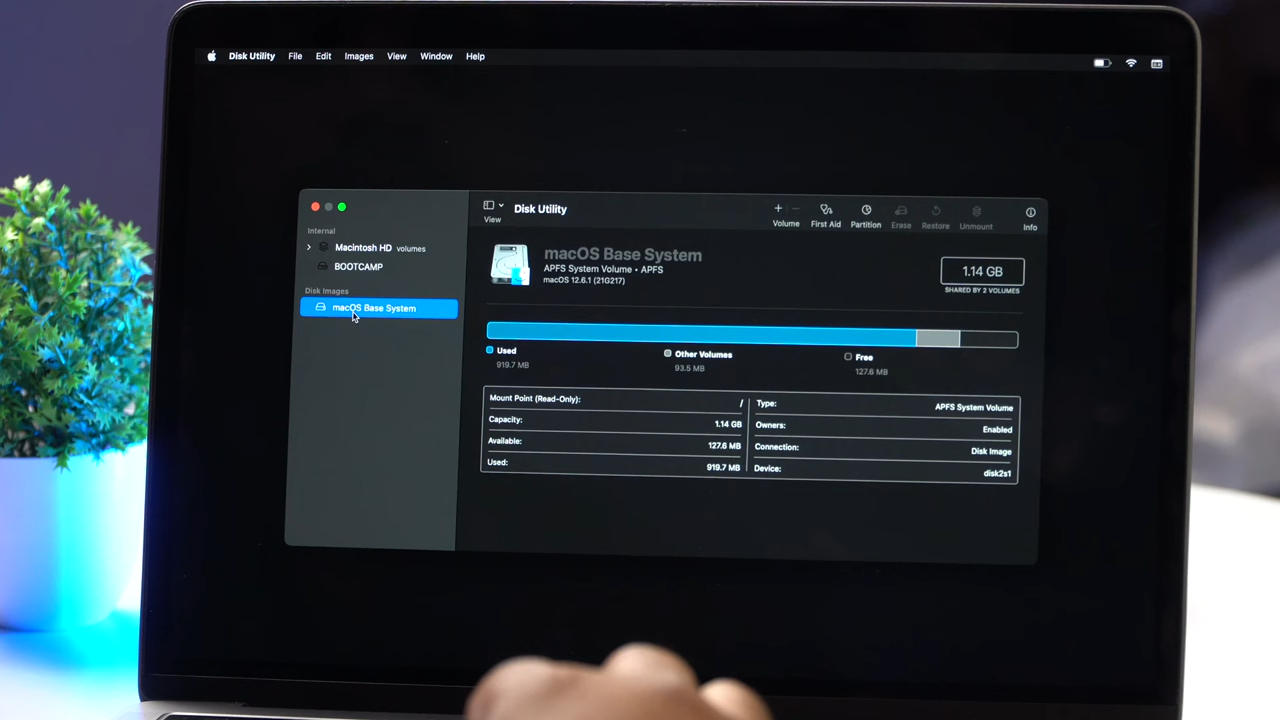 Disk Utility File Edit Images View Window Help
Disk Utility
View Volume First Aid Partition Erase Restore Unmount Info
Internal
Macintosh HD volumes
BOOTCAMP
Disk Images
macOS Base System
macOS Base System
APFS System Volume • APFS
macOS 12.6.1 (21G217)
1.14 GB
SHARED BY 2 VOLUMES
Used
919.7 MB
Other Volumes
93.5 MB
Free
127.6 MB
Mount Point (Read-Only): /
Capacity: 1.14 GB
Available: 127.6 MB
Used: 919.7 MB
Type: APFS System Volume
Owners: Enabled
Connection: Disk Image
Device: disk2s1